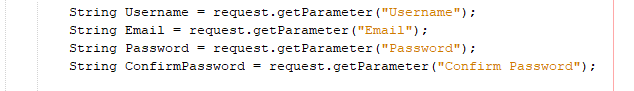 String Username = request.getParameter("Username");
String Email = request.getParameter("Email");
String Password = request.getParameter("Password");
String ConfirmPassword = request.getParameter("Confirm Password");